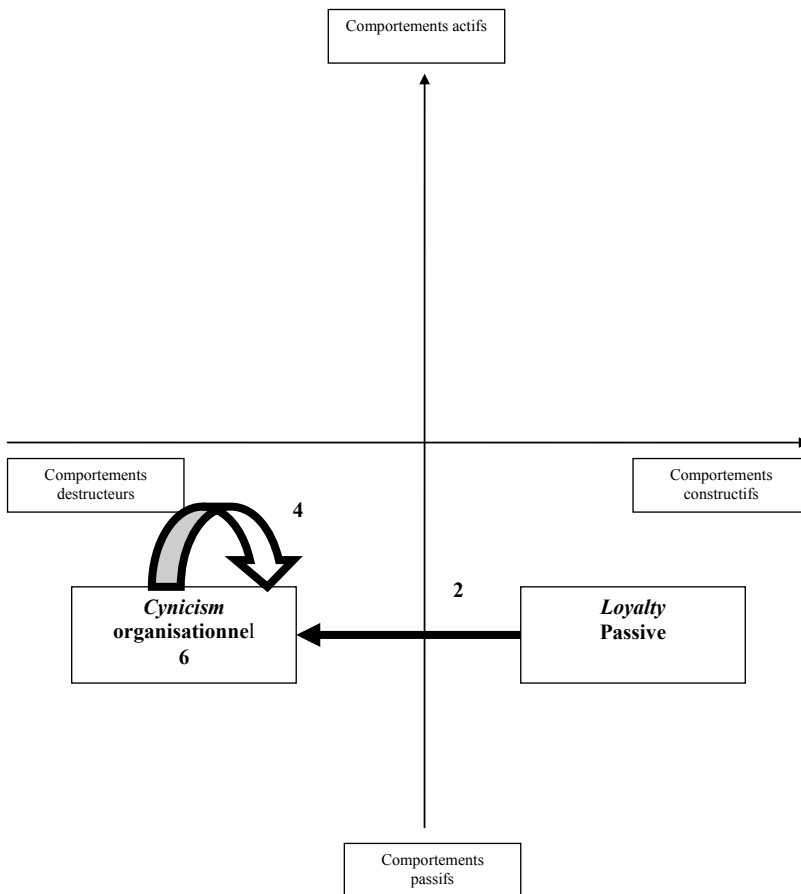 Comportements actifs
Comportements
destructeurs
Comportements
constructifs
4
2
Cynicism
organisationnel
6
Loyalty
Passive
Comportements
passifs